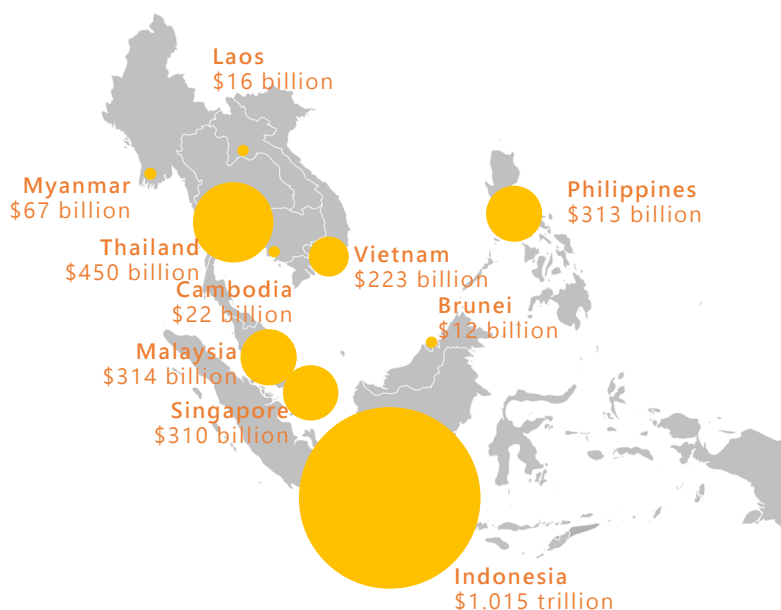 Laos
$16 billion
Myanmar
$67 billion
Philippines
$313 billion
Thailand
$450 billion
Vietnam
$223 billion
Cambodia
$22 billion
Brunei
$12 billion
Malaysia
$314 billion
Singapore
$310 billion
Indonesia
$1.015 trillion